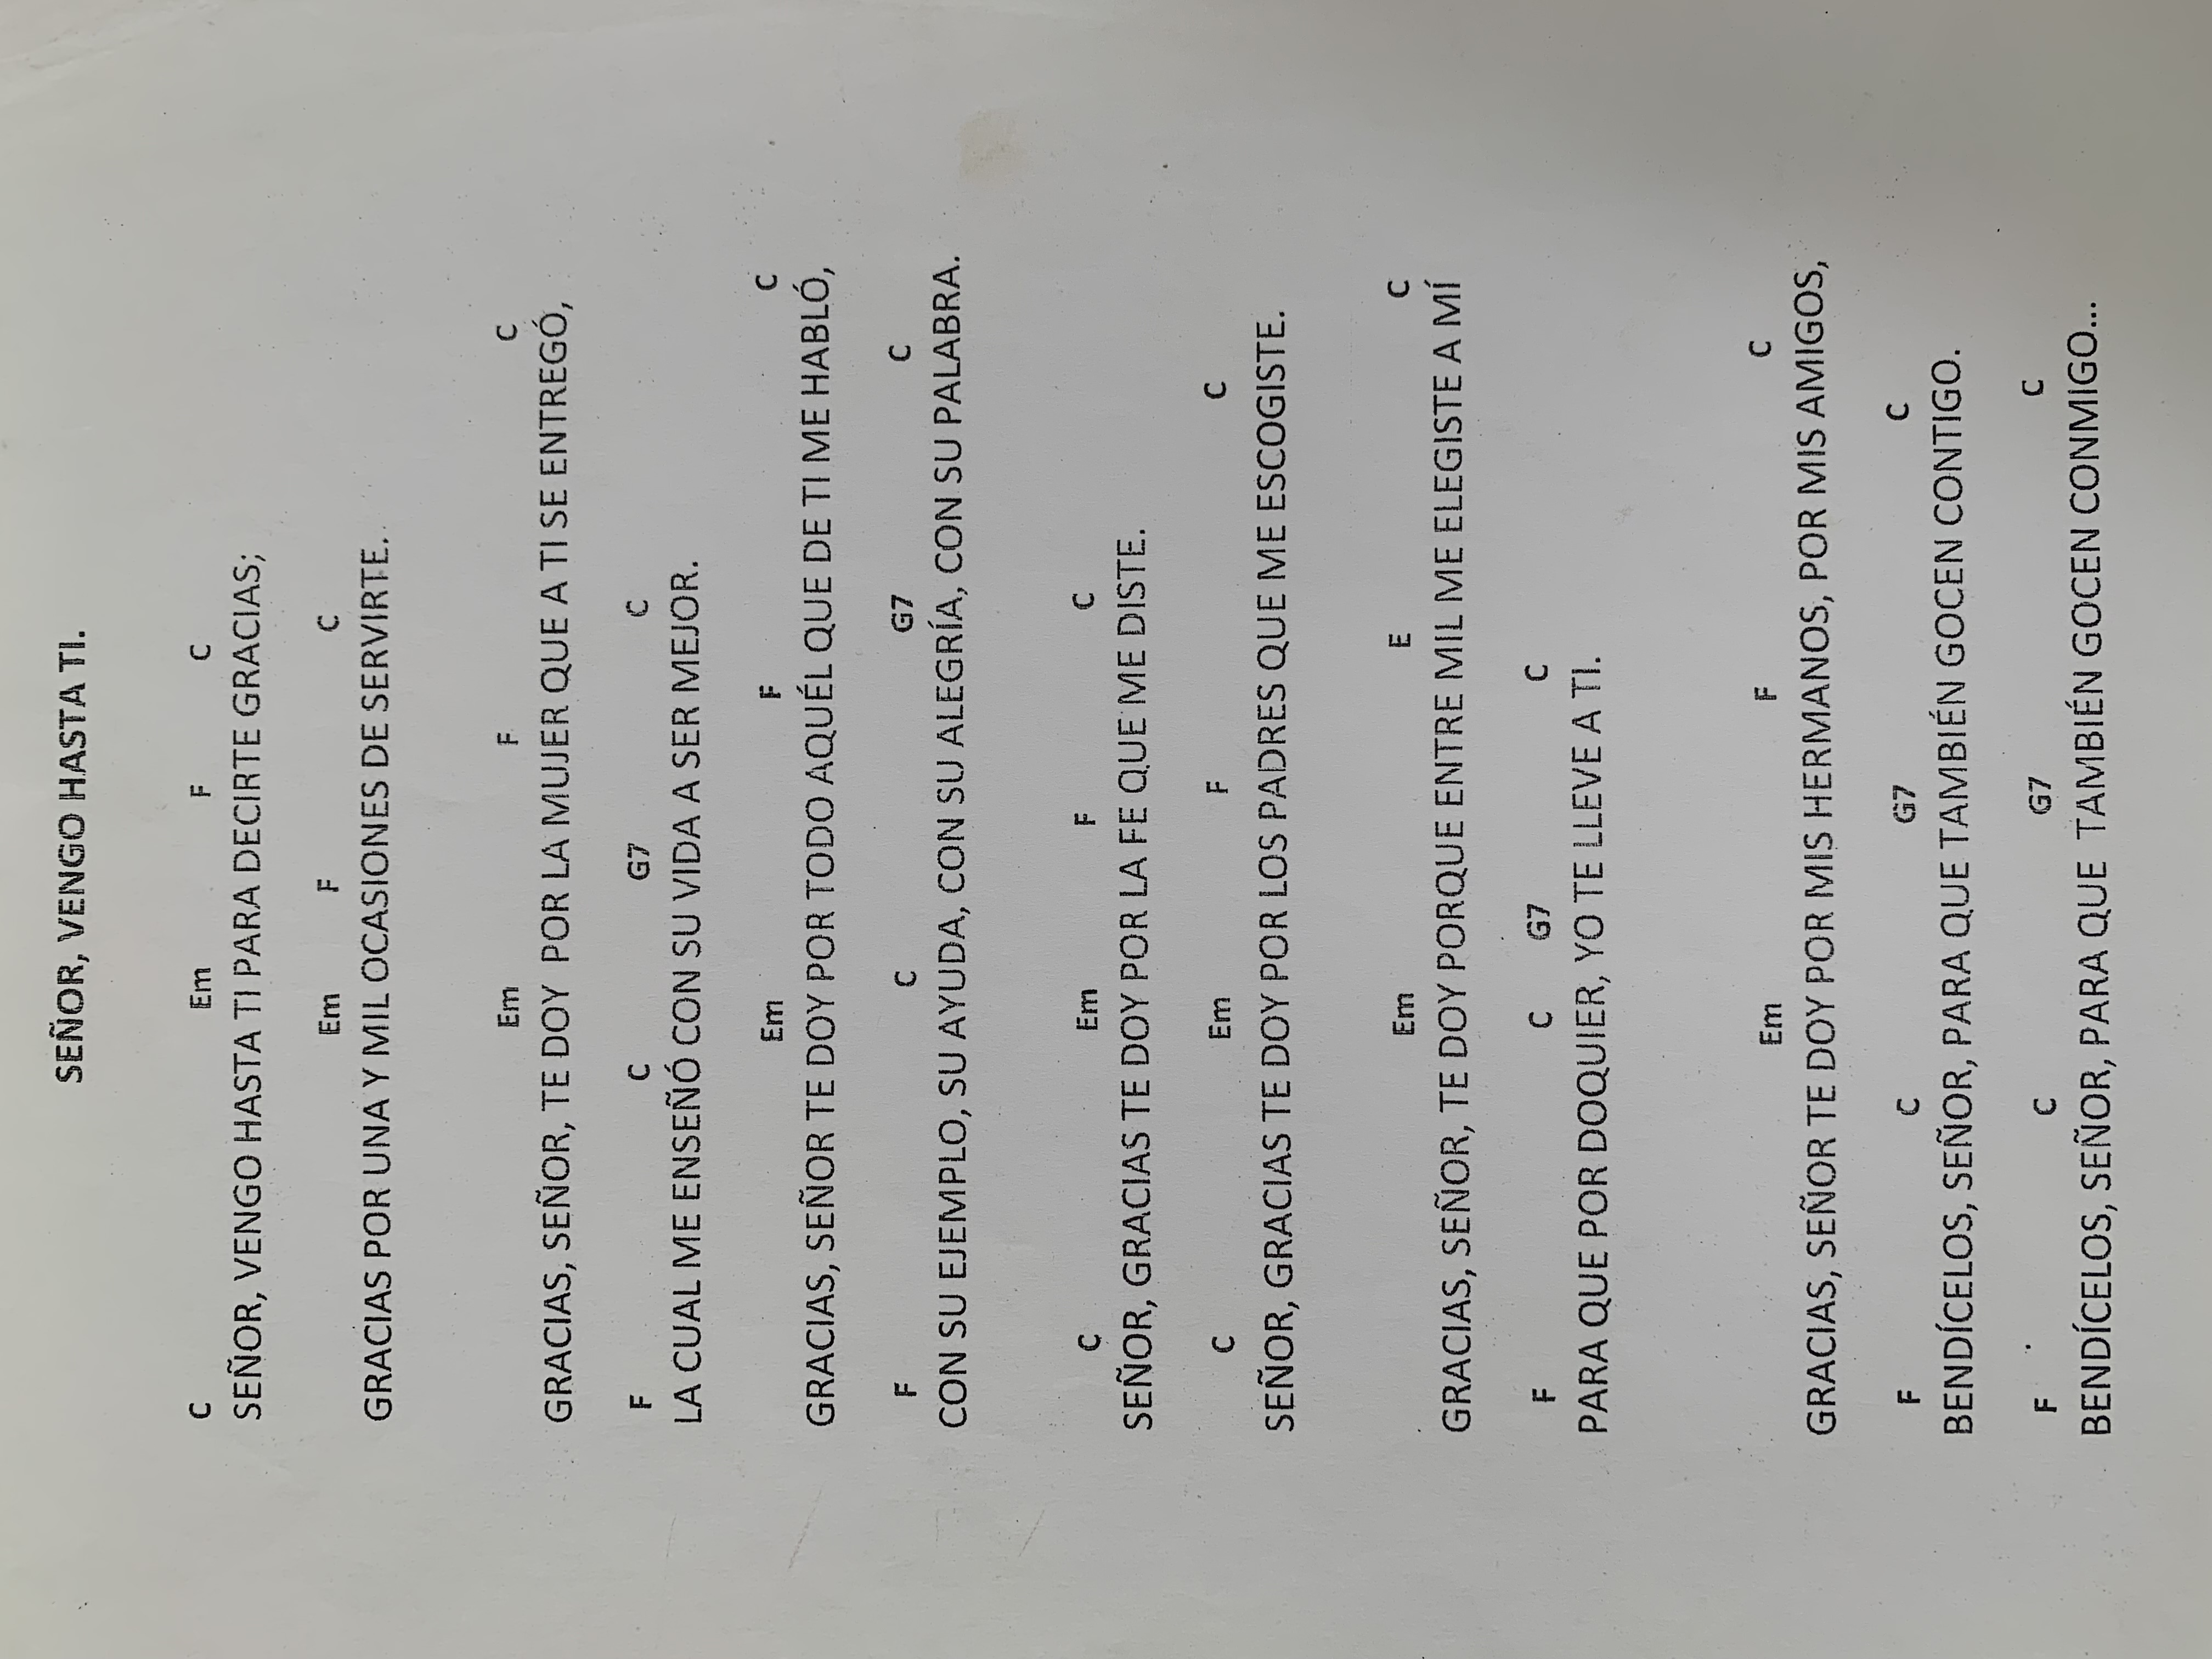 SEÑOR, VENGO HASTA TI.
C Em F C
SEÑOR, VENGO HASTA TI PARA DECIRTE GRACIAS;
Em F C
GRACIAS POR UNA Y MIL OCASIONES DE SERVIRTE.
Em F C
GRACIAS, SEÑOR, TE DOY POR LA MUJER QUE A TI SE ENTREGÓ,
F C G7 C
LA CUAL ME ENSEÑÓ CON SU VIDA A SER MEJOR.
Em F C
GRACIAS, SEÑOR TE DOY POR TODO AQUÉL QUE DE TI ME HABLÓ,
F C G7 C
CON SU EJEMPLO, SU AYUDA, CON SU ALEGRÍA, CON SU PALABRA.
C Em F C
SEÑOR, GRACIAS TE DOY POR LA FE QUE ME DISTE.
C Em F C
SEÑOR, GRACIAS TE DOY POR LOS PADRES QUE ME ESCOGISTE.
Em E C
GRACIAS, SEÑOR, TE DOY PORQUE ENTRE MIL ME ELEGISTE A MÍ
F C G7 C
PARA QUE POR DOQUIER, YO TE LLEVE A TI.
Em F C
GRACIAS, SEÑOR TE DOY POR MIS HERMANOS, POR MIS AMIGOS,
F C G7 C
BENDÍCELOS, SEÑOR, PARA QUE TAMBIÉN GOCEN CONTIGO.
F C G7 C
BENDÍCELOS, SEÑOR, PARA QUE TAMBIÉN GOCEN CONMIGO...